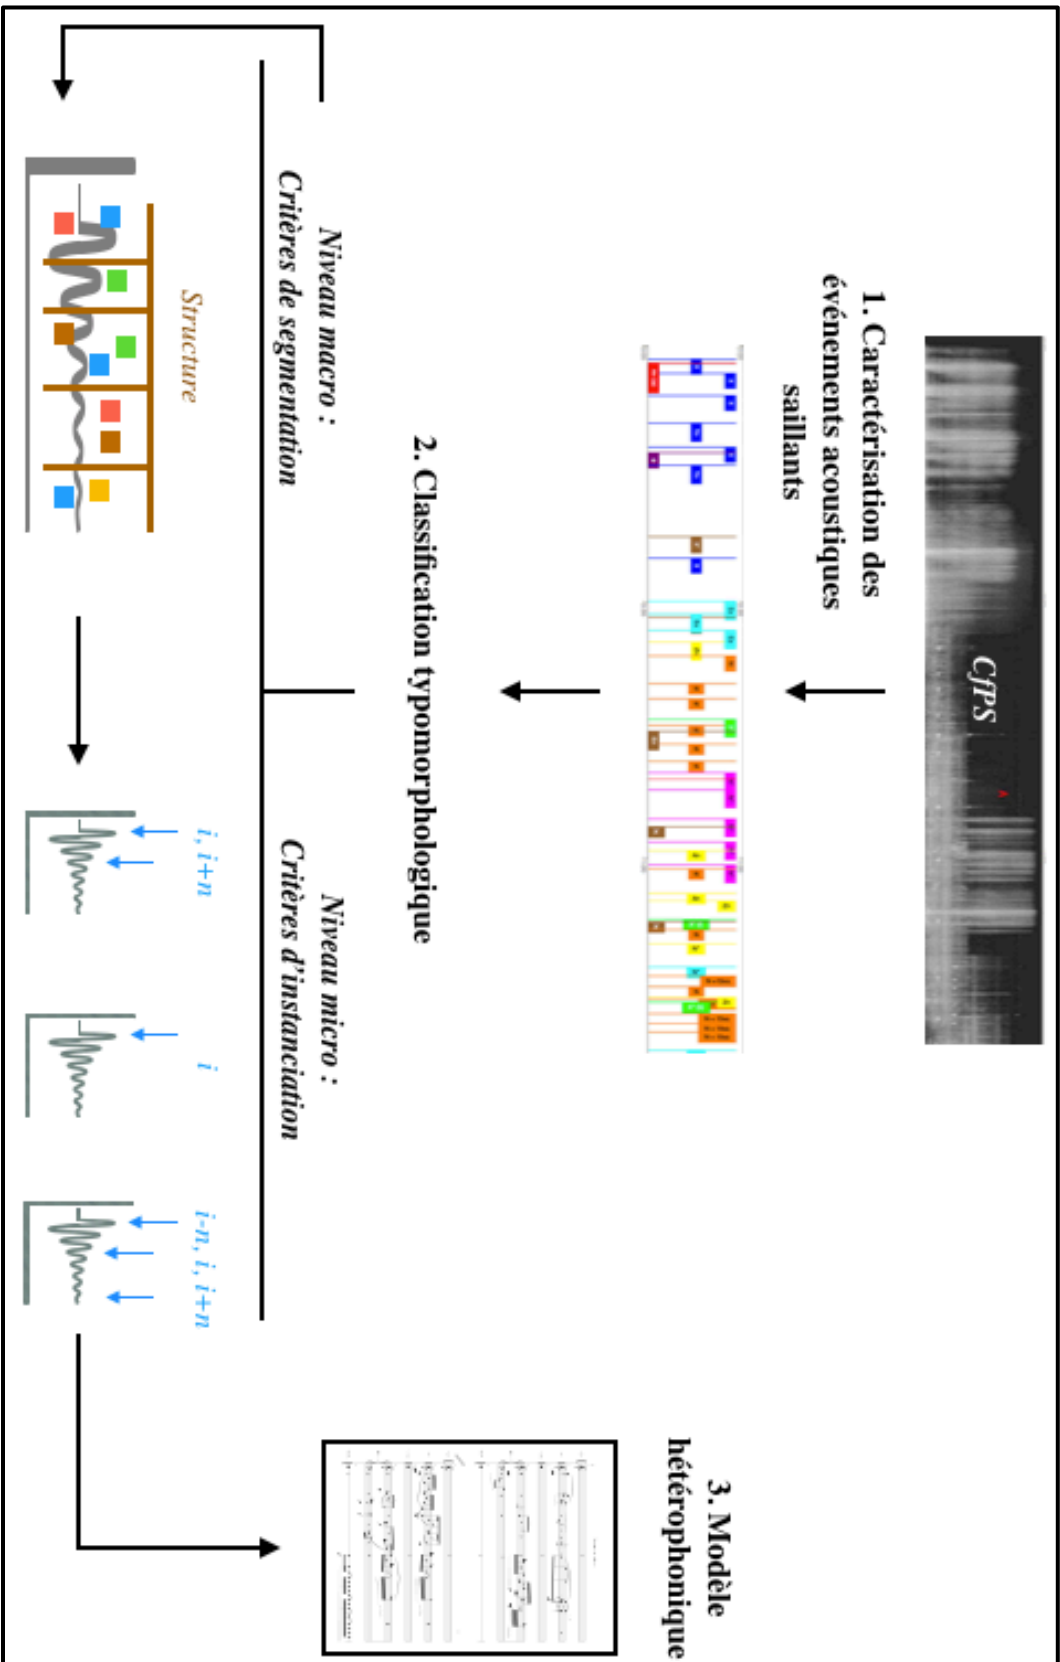 CfPS
1. Caractérisation des
événements acoustiques
saillants
2. Classification typomorphologique
Niveau macro :
Critères de segmentation
Structure
Niveau micro :
Critères d'instanciation
i, i+n
i
i-n, i, i+n
3. Modèle
hétérophonique